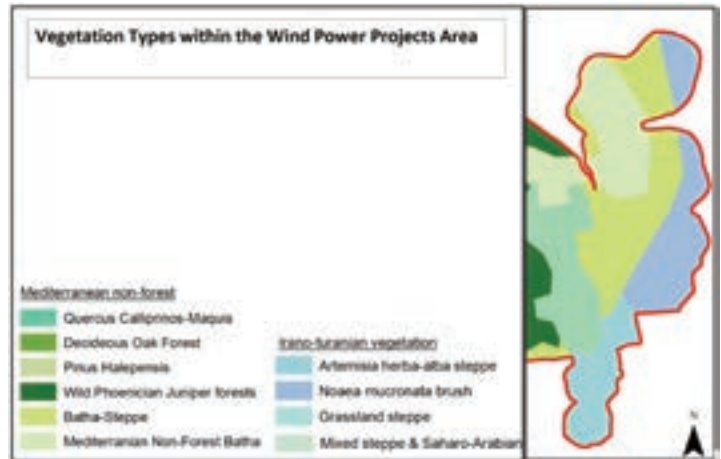 Vegetation Types within the Wind Power Projects Area
Mediterranean non-forest
Quercus Calliprinos-Maquis
Decideous Oak Forest
Pinus Halepensis
Wild Phoenician Juniper forests
Batha-Steppe
Mediterranian Non-Forest Batha
Irano-turanian vegetation
Artemisia herba-alba steppe
Noaea mucronata brush
Grassland steppe
Mixed steppe & Saharo-Arabian
N